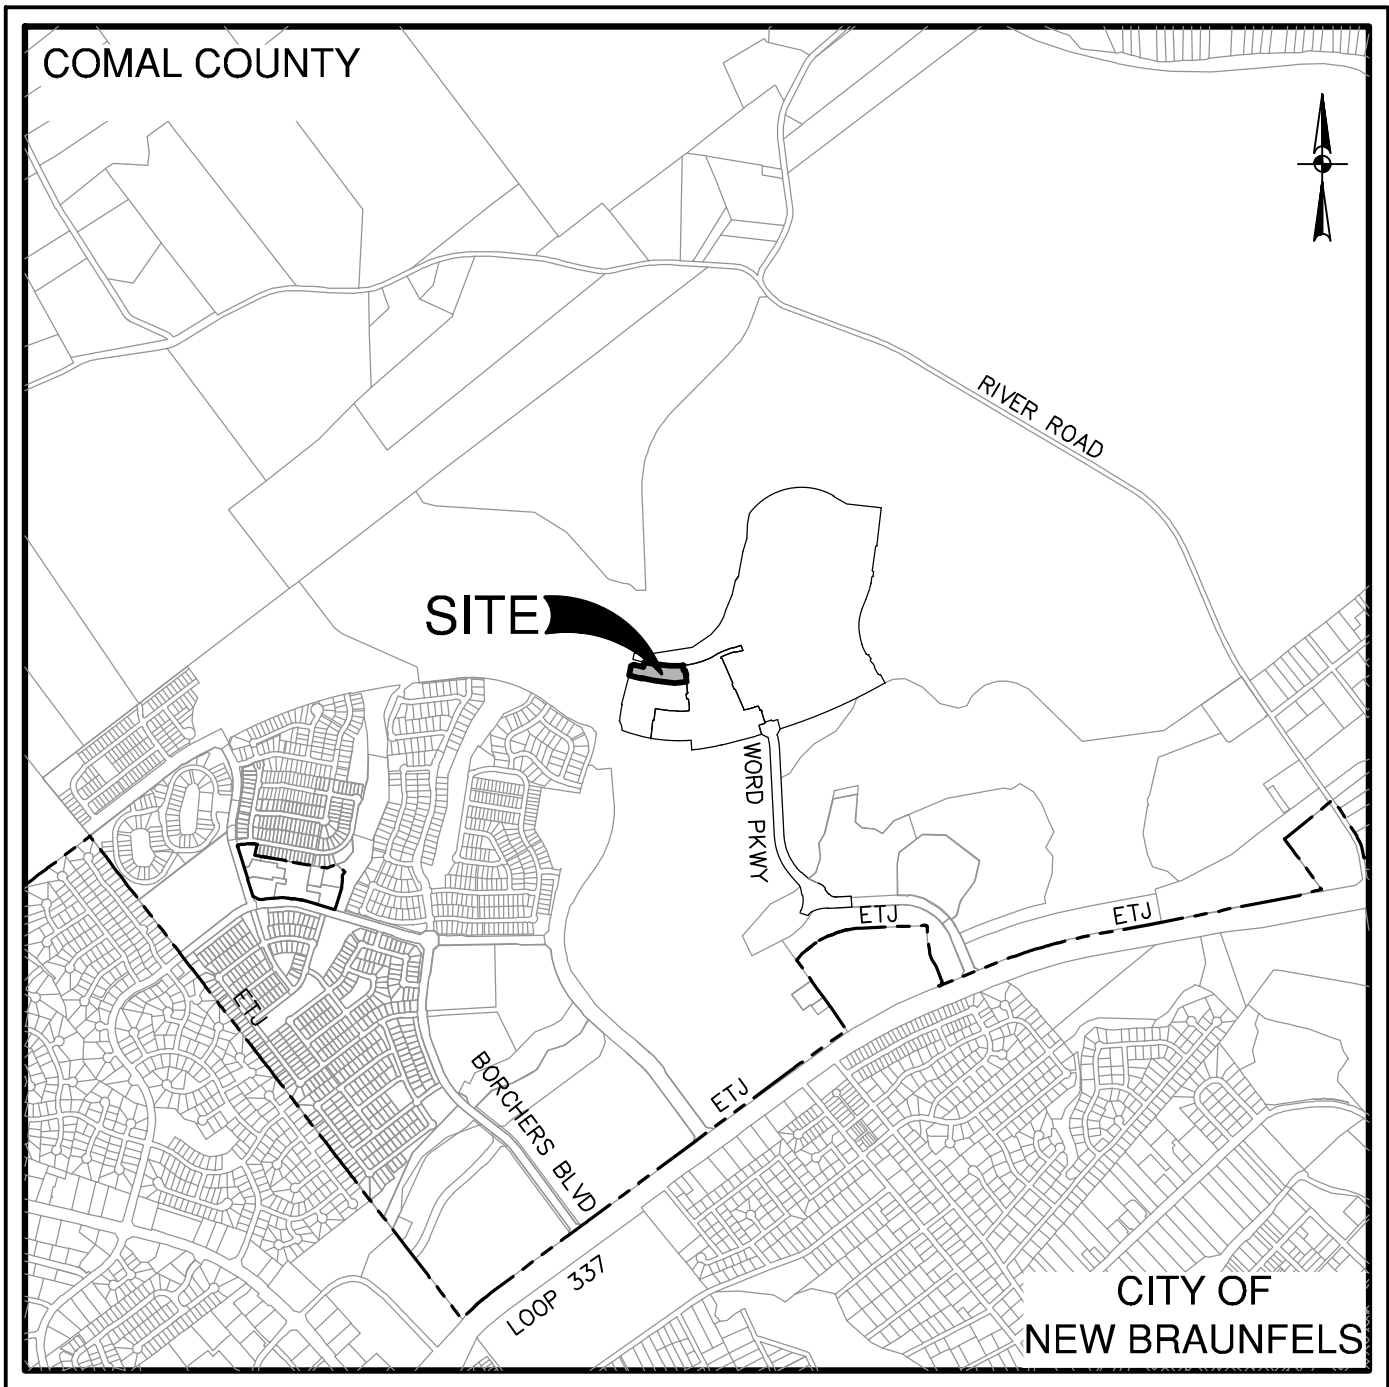 COMAL COUNTY
RIVER ROAD
SITE
WORD PKWY
ETJ
ETJ
ETJ
ETJ
BORCHERS BLVD
LOOP 337
CITY OF
NEW BRAUNFELS